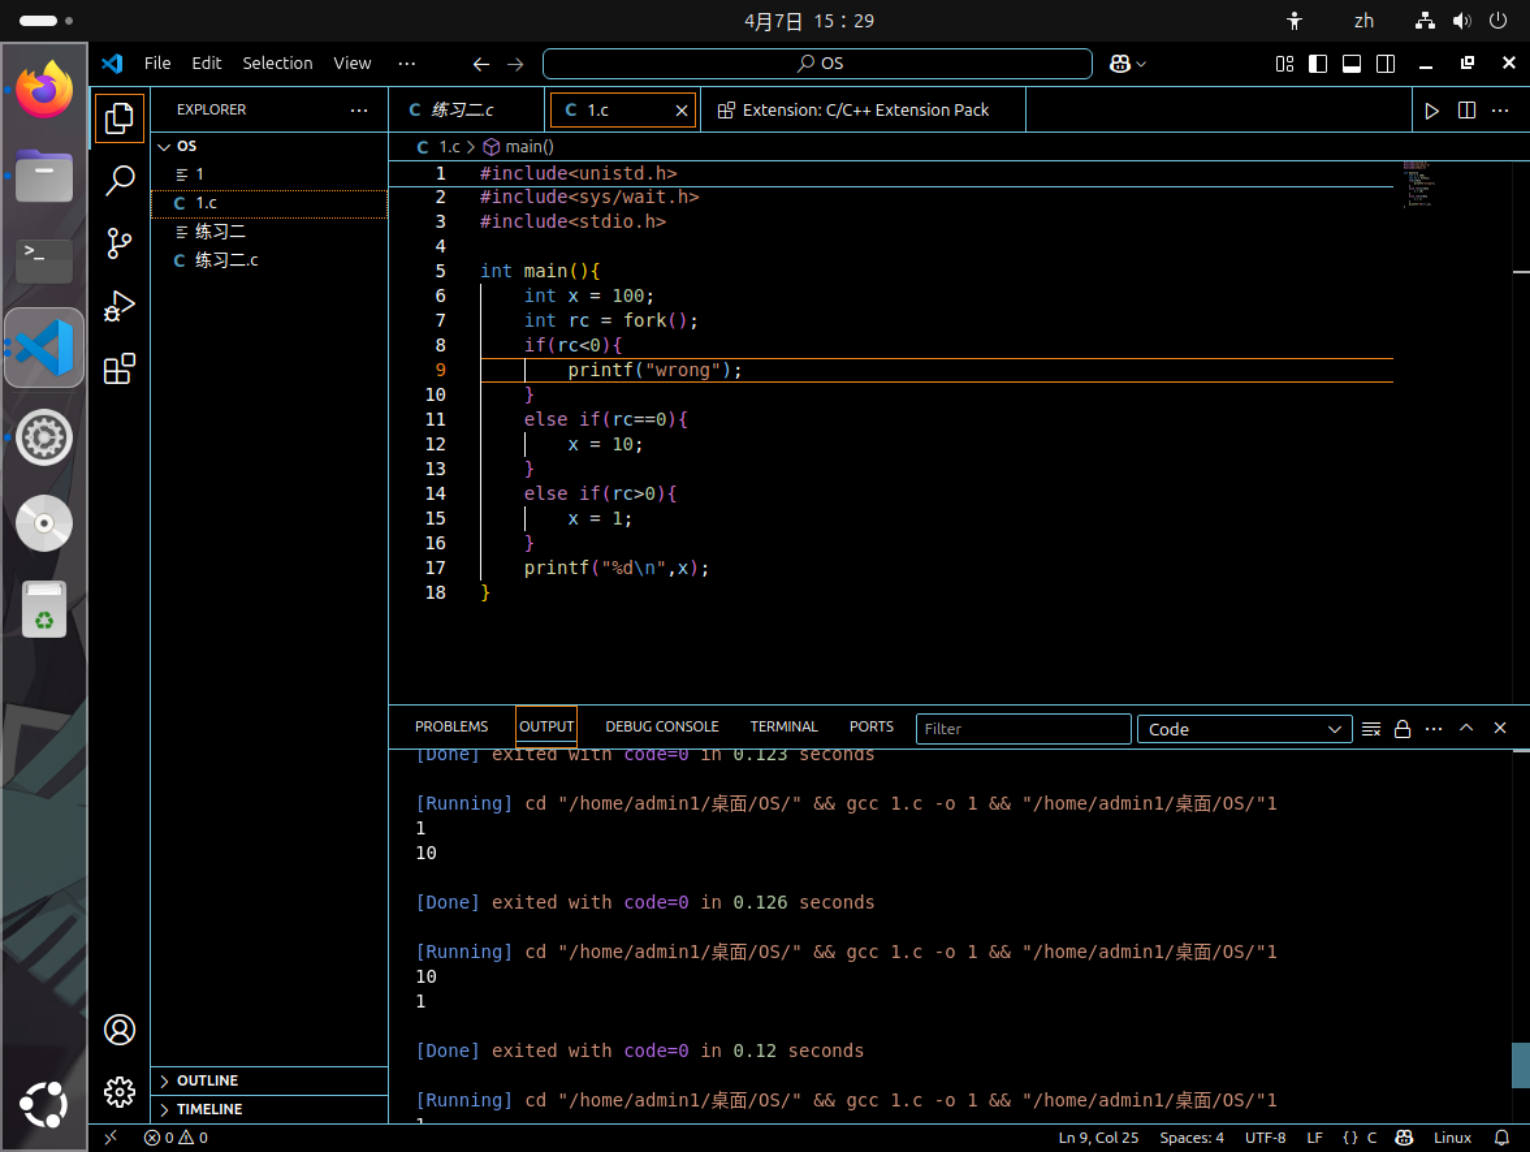 4月7日 15：29
zh
File Edit Selection View ···
OS
EXPLORER ···
练习二.c
1.c
Extension: C/C++ Extension Pack
OS
1
1.c
练习二
练习二.c
1.c > main()
1 #include<unistd.h>
2 #include<sys/wait.h>
3 #include<stdio.h>
4
5 int main(){
6     int x = 100;
7     int rc = fork();
8     if(rc<0){
9         printf("wrong");
10     }
11     else if(rc==0){
12         x = 10;
13     }
14     else if(rc>0){
15         x = 1;
16     }
17     printf("%d\n",x);
18 }
PROBLEMS OUTPUT DEBUG CONSOLE TERMINAL PORTS Filter Code
[Done] exited with code=0 in 0.123 seconds
[Running] cd "/home/admin1/桌面/OS/" && gcc 1.c -o 1 && "/home/admin1/桌面/OS/"1
1
10
[Done] exited with code=0 in 0.126 seconds
[Running] cd "/home/admin1/桌面/OS/" && gcc 1.c -o 1 && "/home/admin1/桌面/OS/"1
10
1
[Done] exited with code=0 in 0.12 seconds
[Running] cd "/home/admin1/桌面/OS/" && gcc 1.c -o 1 && "/home/admin1/桌面/OS/"1
OUTLINE
TIMELINE
0 0
Ln 9, Col 25 Spaces: 4 UTF-8 LF {} C Linux